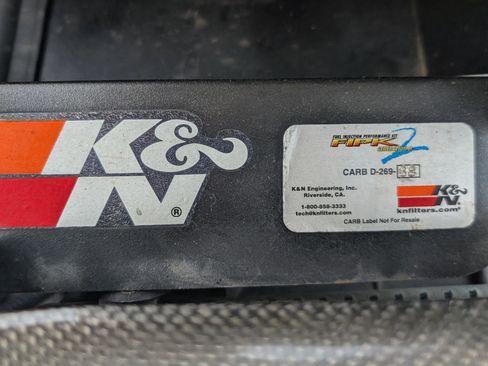 K&N
®
FUEL INJECTION PERFORMANCE KIT
FIPK 2
CARB D-269-
K&N Engineering, Inc.
Riverside, CA.
1-800-858-3333
tech@knfilters.com
K&N
knfilters.com®
CARB Label Not For Resale